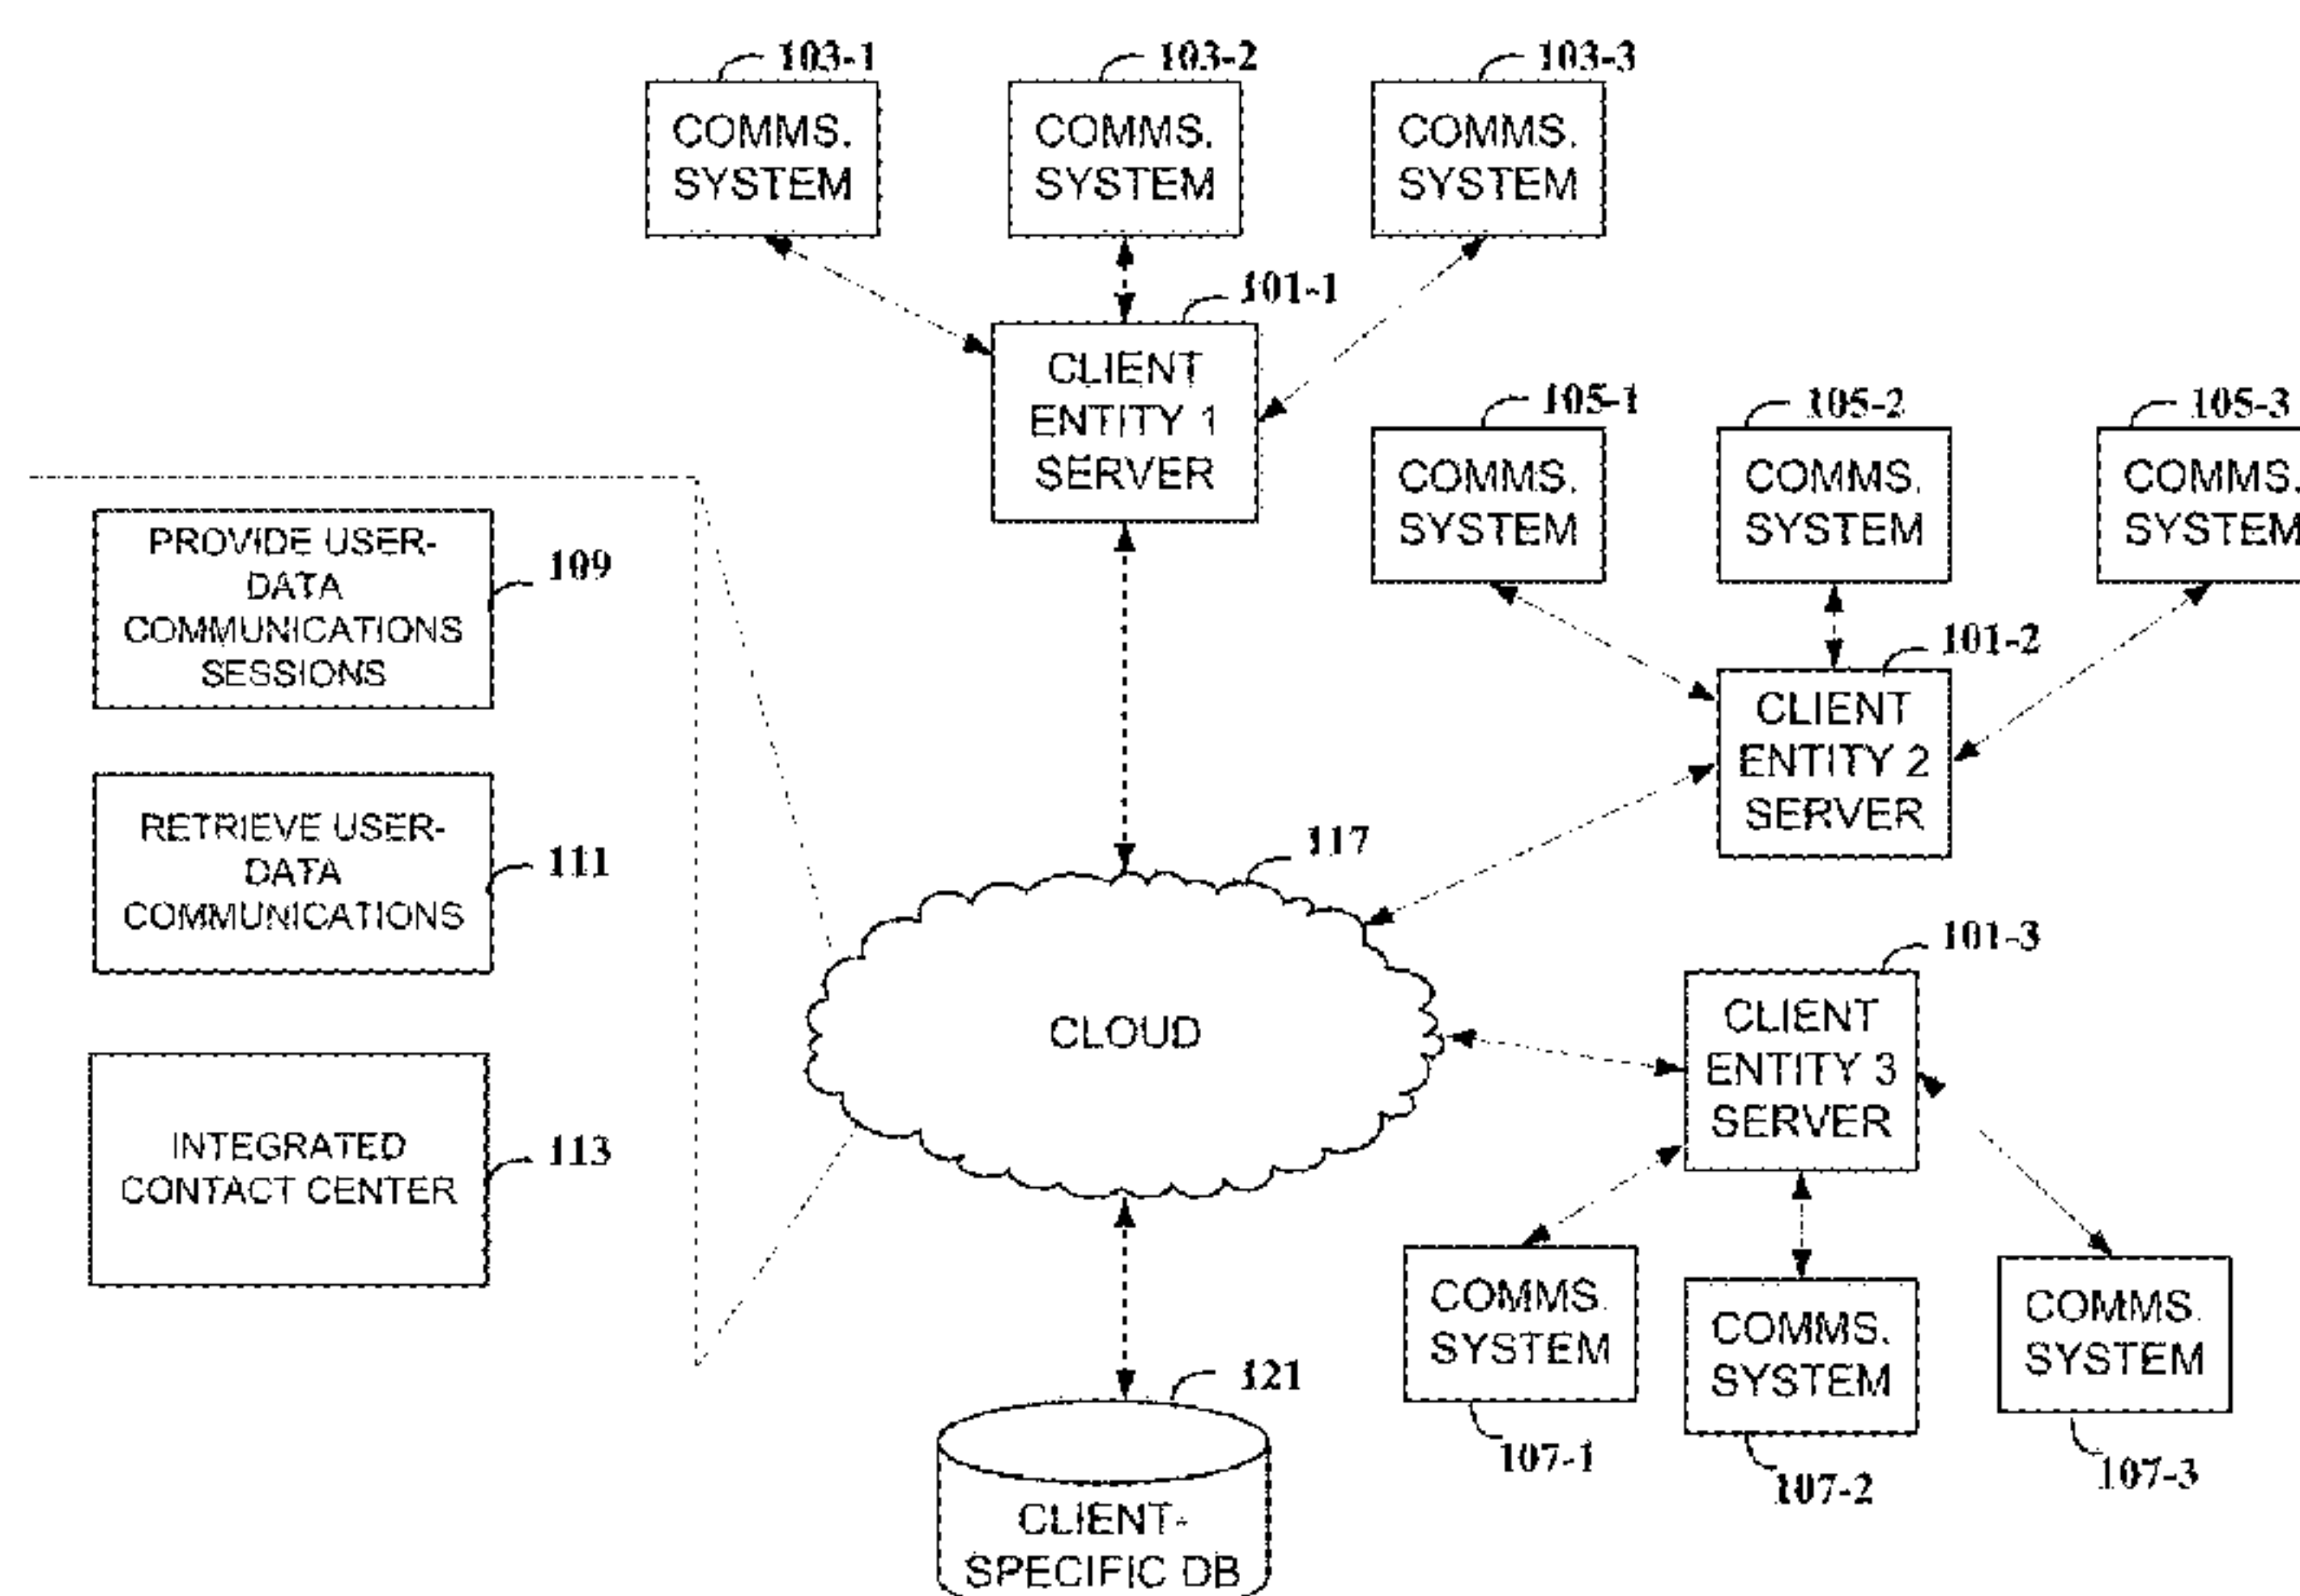 103-1
103-2
103-3
COMMS.
SYSTEM
COMMS.
SYSTEM
COMMS.
SYSTEM
101-1
CLIENT
ENTITY 1
SERVER
105-1
105-2
105-3
COMMS.
SYSTEM
COMMS.
SYSTEM
COMMS.
SYSTEM
101-2
CLIENT
ENTITY 2
SERVER
PROVIDE USER-
DATA
COMMUNICATIONS
SESSIONS
109
RETRIEVE USER-
DATA
COMMUNICATIONS
111
INTEGRATED
CONTACT CENTER
113
117
CLOUD
101-3
CLIENT
ENTITY 3
SERVER
COMMS.
SYSTEM
107-1
COMMS.
SYSTEM
107-2
COMMS.
SYSTEM
107-3
121
CLIENT-
SPECIFIC DB